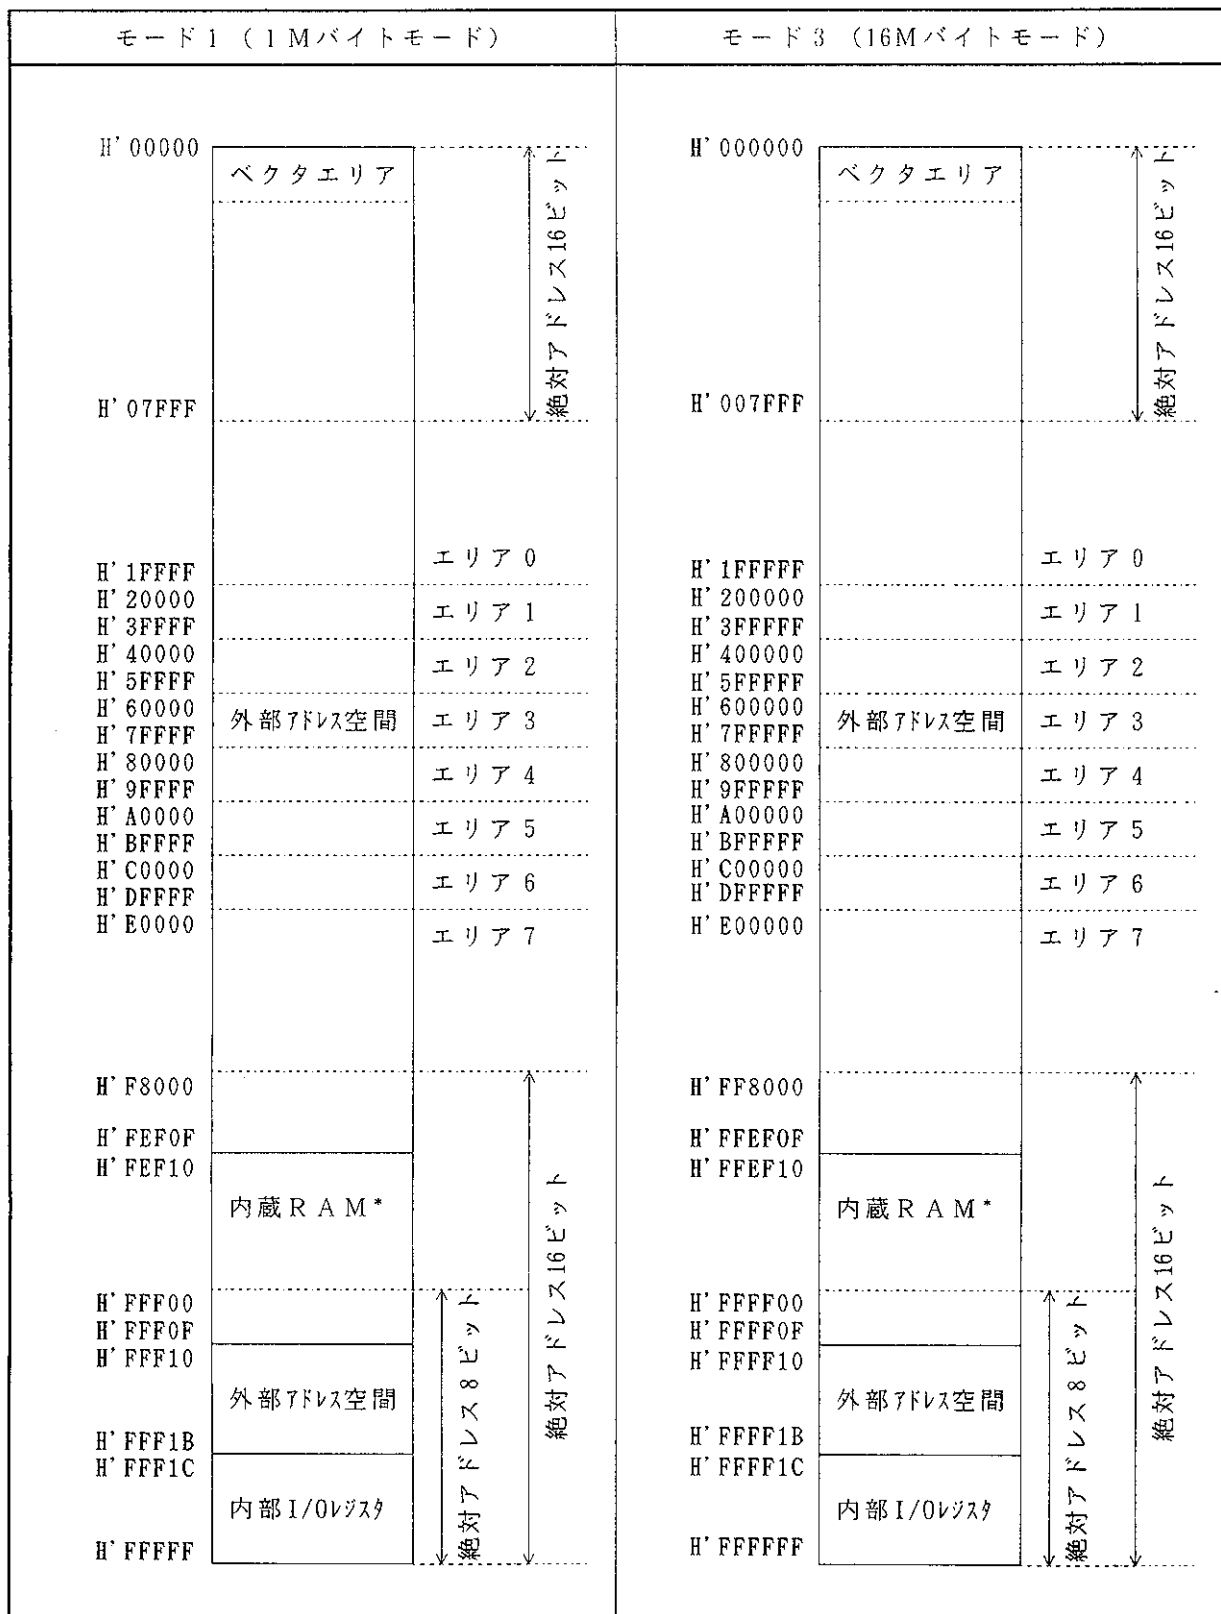 モード1（1Mバイトモード）
H'00000
ベクタエリア
絶対アドレス16ビット
H'07FFF
エリア0
H'1FFFF
H'20000
エリア1
H'3FFFF
H'40000
エリア2
H'5FFFF
H'60000
外部アドレス空間
エリア3
H'7FFFF
H'80000
エリア4
H'9FFFF
H'A0000
エリア5
H'BFFFF
H'C0000
エリア6
H'DFFFF
H'E0000
エリア7
H'F8000
H'FEF0F
H'FEF10
内蔵RAM*
絶対アドレス16ビット
H'FFF00
H'FFF0F
H'FFF10
絶対アドレス8ビット
外部アドレス空間
H'FFF1B
H'FFF1C
内部I/Oレジスタ
H'FFFFF
モード3（16Mバイトモード）
H'000000
ベクタエリア
絶対アドレス16ビット
H'007FFF
エリア0
H'1FFFFF
H'200000
エリア1
H'3FFFFF
H'400000
エリア2
H'5FFFFF
H'600000
外部アドレス空間
エリア3
H'7FFFFF
H'800000
エリア4
H'9FFFFF
H'A00000
エリア5
H'BFFFFF
H'C00000
エリア6
H'DFFFFF
H'E00000
エリア7
H'FF8000
H'FFEF0F
H'FFEF10
内蔵RAM*
絶対アドレス16ビット
H'FFFF00
H'FFFF0F
H'FFFF10
絶対アドレス8ビット
外部アドレス空間
H'FFFF1B
H'FFFF1C
内部I/Oレジスタ
H'FFFFFF